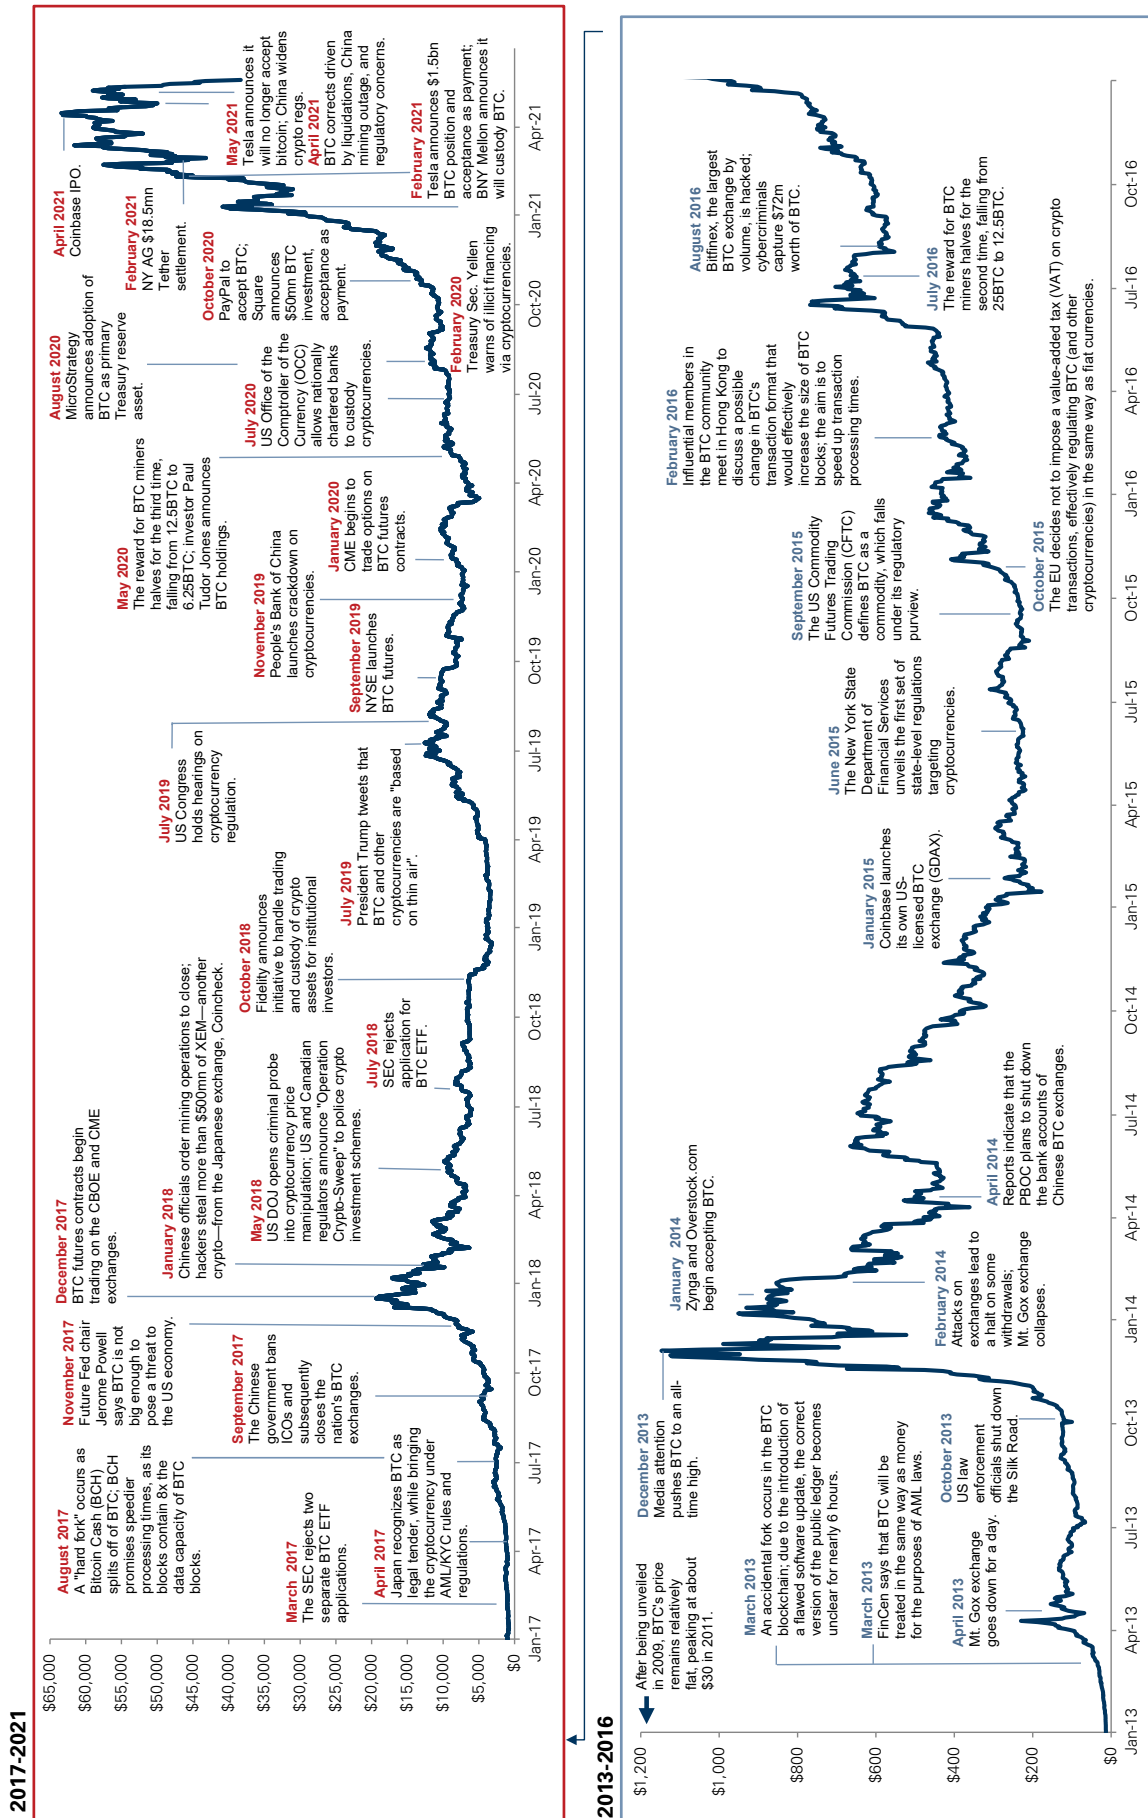 2017-2021
$65,000
$60,000
$55,000
$50,000
$45,000
$40,000
$35,000
$30,000
$25,000
$20,000
$15,000
$10,000
$5,000
$0
Jan-17
Apr-17
Jul-17
Oct-17
Jan-18
Apr-18
Jul-18
Oct-18
Jan-19
Apr-19
Jul-19
Oct-19
Jan-20
Apr-20
Jul-20
Oct-20
Jan-21
Apr-21
August 2017
A "hard fork" occurs as
Bitcoin Cash (BCH)
splits off of BTC; BCH
promises speedier
processing times, as its
blocks contain 8x the
data capacity of BTC
blocks.
March 2017
The SEC rejects two
separate BTC ETF
applications.
April 2017
Japan recognizes BTC as
legal tender, while bringing
the cryptocurrency under
AML/KYC rules and
regulations.
November 2017
Future Fed chair
Jerome Powell
says BTC is not
big enough to
pose a threat to
the US economy.
September 2017
The Chinese
government bans
ICOs and
subsequently
closes the
nation's BTC
exchanges.
December 2017
BTC futures contracts begin
trading on the CBOE and CME
exchanges.
January 2018
Chinese officials order mining operations to close;
hackers steal more than $500mn of XEM—another
crypto—from the Japanese exchange, Coincheck.
May 2018
US DOJ opens criminal probe
into cryptocurrency price
manipulation; US and Canadian
regulators announce "Operation
Crypto-Sweep" to police crypto
investment schemes.
July 2018
SEC rejects
application for
BTC ETF.
October 2018
Fidelity announces
initiative to handle trading
and custody of crypto
assets for institutional
investors.
July 2019
US Congress
holds hearings on
cryptocurrency
regulation.
July 2019
President Trump tweets that
BTC and other
cryptocurrencies are "based
on thin air".
September 2019
NYSE launches
BTC futures.
November 2019
People's Bank of China
launches crackdown on
cryptocurrencies.
January 2020
CME begins to
trade options on
BTC futures
contracts.
May 2020
The reward for BTC miners
halves for the third time,
falling from 12.5BTC to
6.25BTC; investor Paul
Tudor Jones announces
BTC holdings.
July 2020
US Office of the
Comptroller of the
Currency (OCC)
allows nationally
chartered banks
to custody
cryptocurrencies.
August 2020
MicroStrategy
announces adoption of
BTC as primary
Treasury reserve
asset.
October 2020
PayPal to
accept BTC;
Square
announces
$50mn BTC
investment,
acceptance as
payment.
February 2020
Treasury Sec. Yellen
warns of illicit financing
via cryptocurrencies.
February 2021
NY AG $18.5mn
Tether
settlement.
April 2021
Coinbase IPO.
May 2021
Tesla announces it
will no longer accept
bitcoin; China widens
crypto regs.
April 2021
BTC corrects driven
by liquidations, China
mining outage, and
regulatory concerns.
February 2021
Tesla announces $1.5bn
BTC position and
acceptance as payment;
BNY Mellon announces it
will custody BTC.
2013-2016
$1,200
$1,000
$800
$600
$400
$200
$0
Jan-13
Apr-13
Jul-13
Oct-13
Jan-14
Apr-14
Jul-14
Oct-14
Jan-15
Apr-15
Jul-15
Oct-15
Jan-16
Apr-16
Jul-16
Oct-16
After being unveiled
in 2009, BTC's price
remains relatively
flat, peaking at about
$30 in 2011.
March 2013
An accidental fork occurs in the BTC
blockchain; due to the introduction of
a flawed software update, the correct
version of the public ledger becomes
unclear for nearly 6 hours.
March 2013
FinCen says that BTC will be
treated in the same way as money
for the purposes of AML laws.
April 2013
Mt. Gox exchange
goes down for a day.
October 2013
US law
enforcement
officials shut down
the Silk Road.
December 2013
Media attention
pushes BTC to an all-
time high.
January 2014
Zynga and Overstock.com
begin accepting BTC.
February 2014
Attacks on
exchanges lead to
a halt on some
withdrawals;
Mt. Gox exchange
collapses.
April 2014
Reports indicate that the
PBOC plans to shut down
the bank accounts of
Chinese BTC exchanges.
January 2015
Coinbase launches
its own US-
licensed BTC
exchange (GDAX).
June 2015
The New York State
Department of
Financial Services
unveils the first set of
state-level regulations
targeting
cryptocurrencies.
September 2015
The US Commodity
Futures Trading
Commission (CFTC)
defines BTC as a
commodity, which falls
under its regulatory
purview.
October 2015
The EU decides not to impose a value-added tax (VAT) on crypto
transactions, effectively regulating BTC (and other
cryptocurrencies) in the same way as fiat currencies.
February 2016
Influential members in
the BTC community
meet in Hong Kong to
discuss a possible
change in BTC's
transaction format that
would effectively
increase the size of BTC
blocks; the aim is to
speed up transaction
processing times.
July 2016
The reward for BTC
miners halves for the
second time, falling from
25BTC to 12.5BTC.
August 2016
Bitfinex, the largest
BTC exchange by
volume, is hacked;
cybercriminals
capture $72m
worth of BTC.